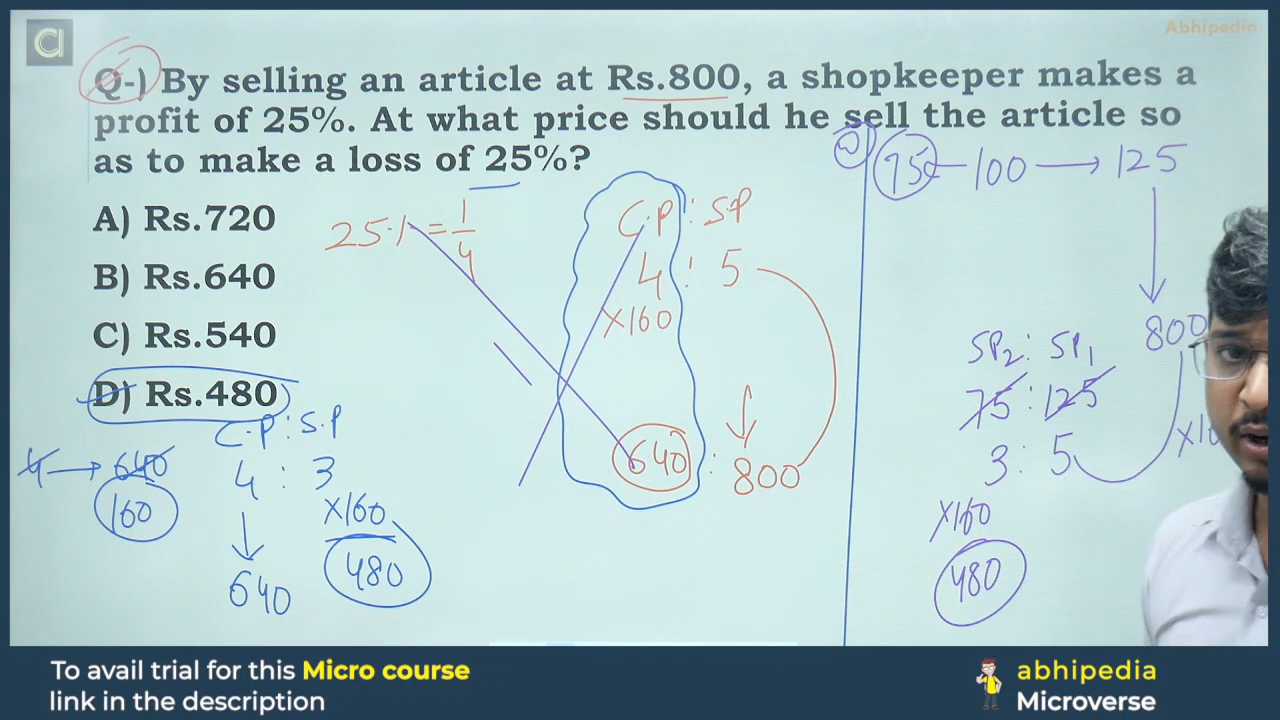 Abhipedia
a
Q-) By selling an article at Rs.800, a shopkeeper makes a
profit of 25%. At what price should he sell the article so
as to make a loss of 25%?
A) Rs.720
B) Rs.640
C) Rs.540
D) Rs.480
25% = 1/4
C.P : S.P
4 : 5
×160
640 : 800
C.P : S.P
4 : 3
4 → 640
160
×160
480
640
75 ← 100 → 125
800
SP₂ : SP₁
75 : 125
3 : 5
×160
480
To avail trial for this Micro course
link in the description
abhipedia
Microverse